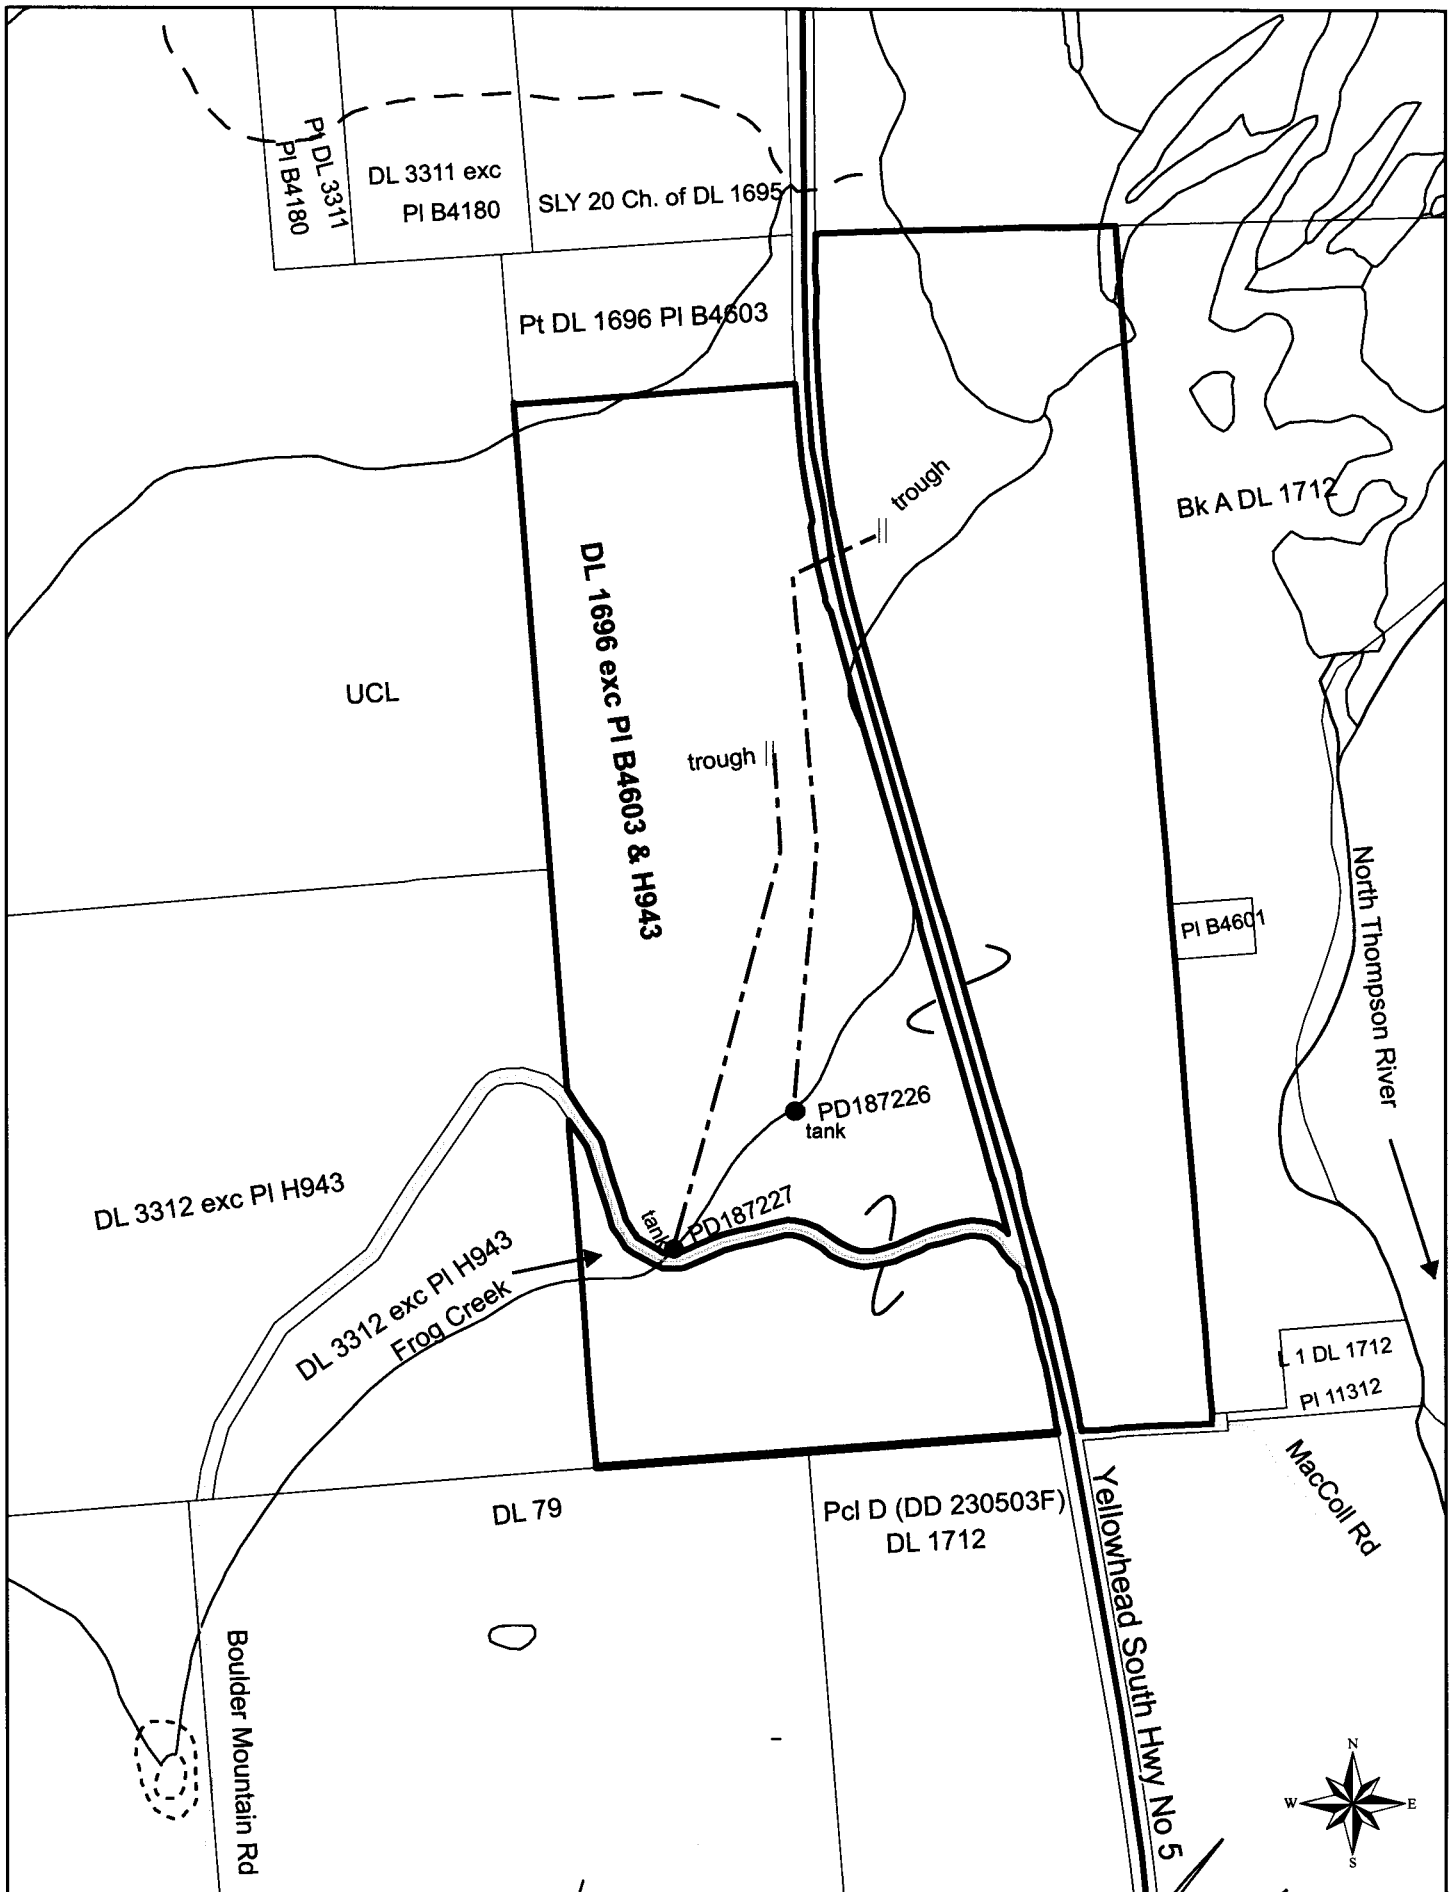 Pt DL 3311
Pl B4180
DL 3311 exc
Pl B4180
SLY 20 Ch. of DL 1695
Pt DL 1696 Pl B4603
trough
Bk A DL 1712
DL 1696 exc Pl B4603 & H943
UCL
trough
North Thompson River
Pl B4601
PD187226
tank
DL 3312 exc Pl H943
tank
PD187227
DL 3312 exc Pl H943
Frog Creek
L 1 DL 1712
Pl 11312
MacColl Rd
DL 79
Pcl D (DD 230503F)
DL 1712
Yellowhead South Hwy No 5
Boulder Mountain Rd
N
W
E
S